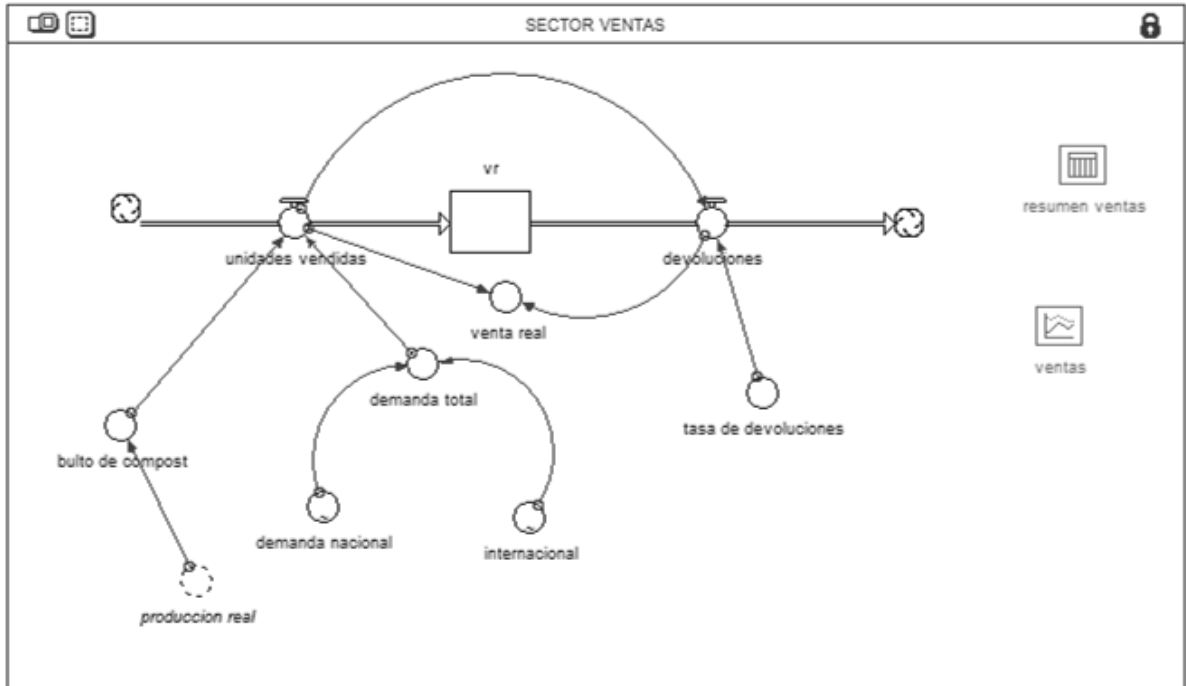 SECTOR VENTAS
vr
resumen ventas
unidades vendidas
devoluciones
venta real
ventas
demanda total
tasa de devoluciones
bulto de compost
demanda nacional
internacional
produccion real